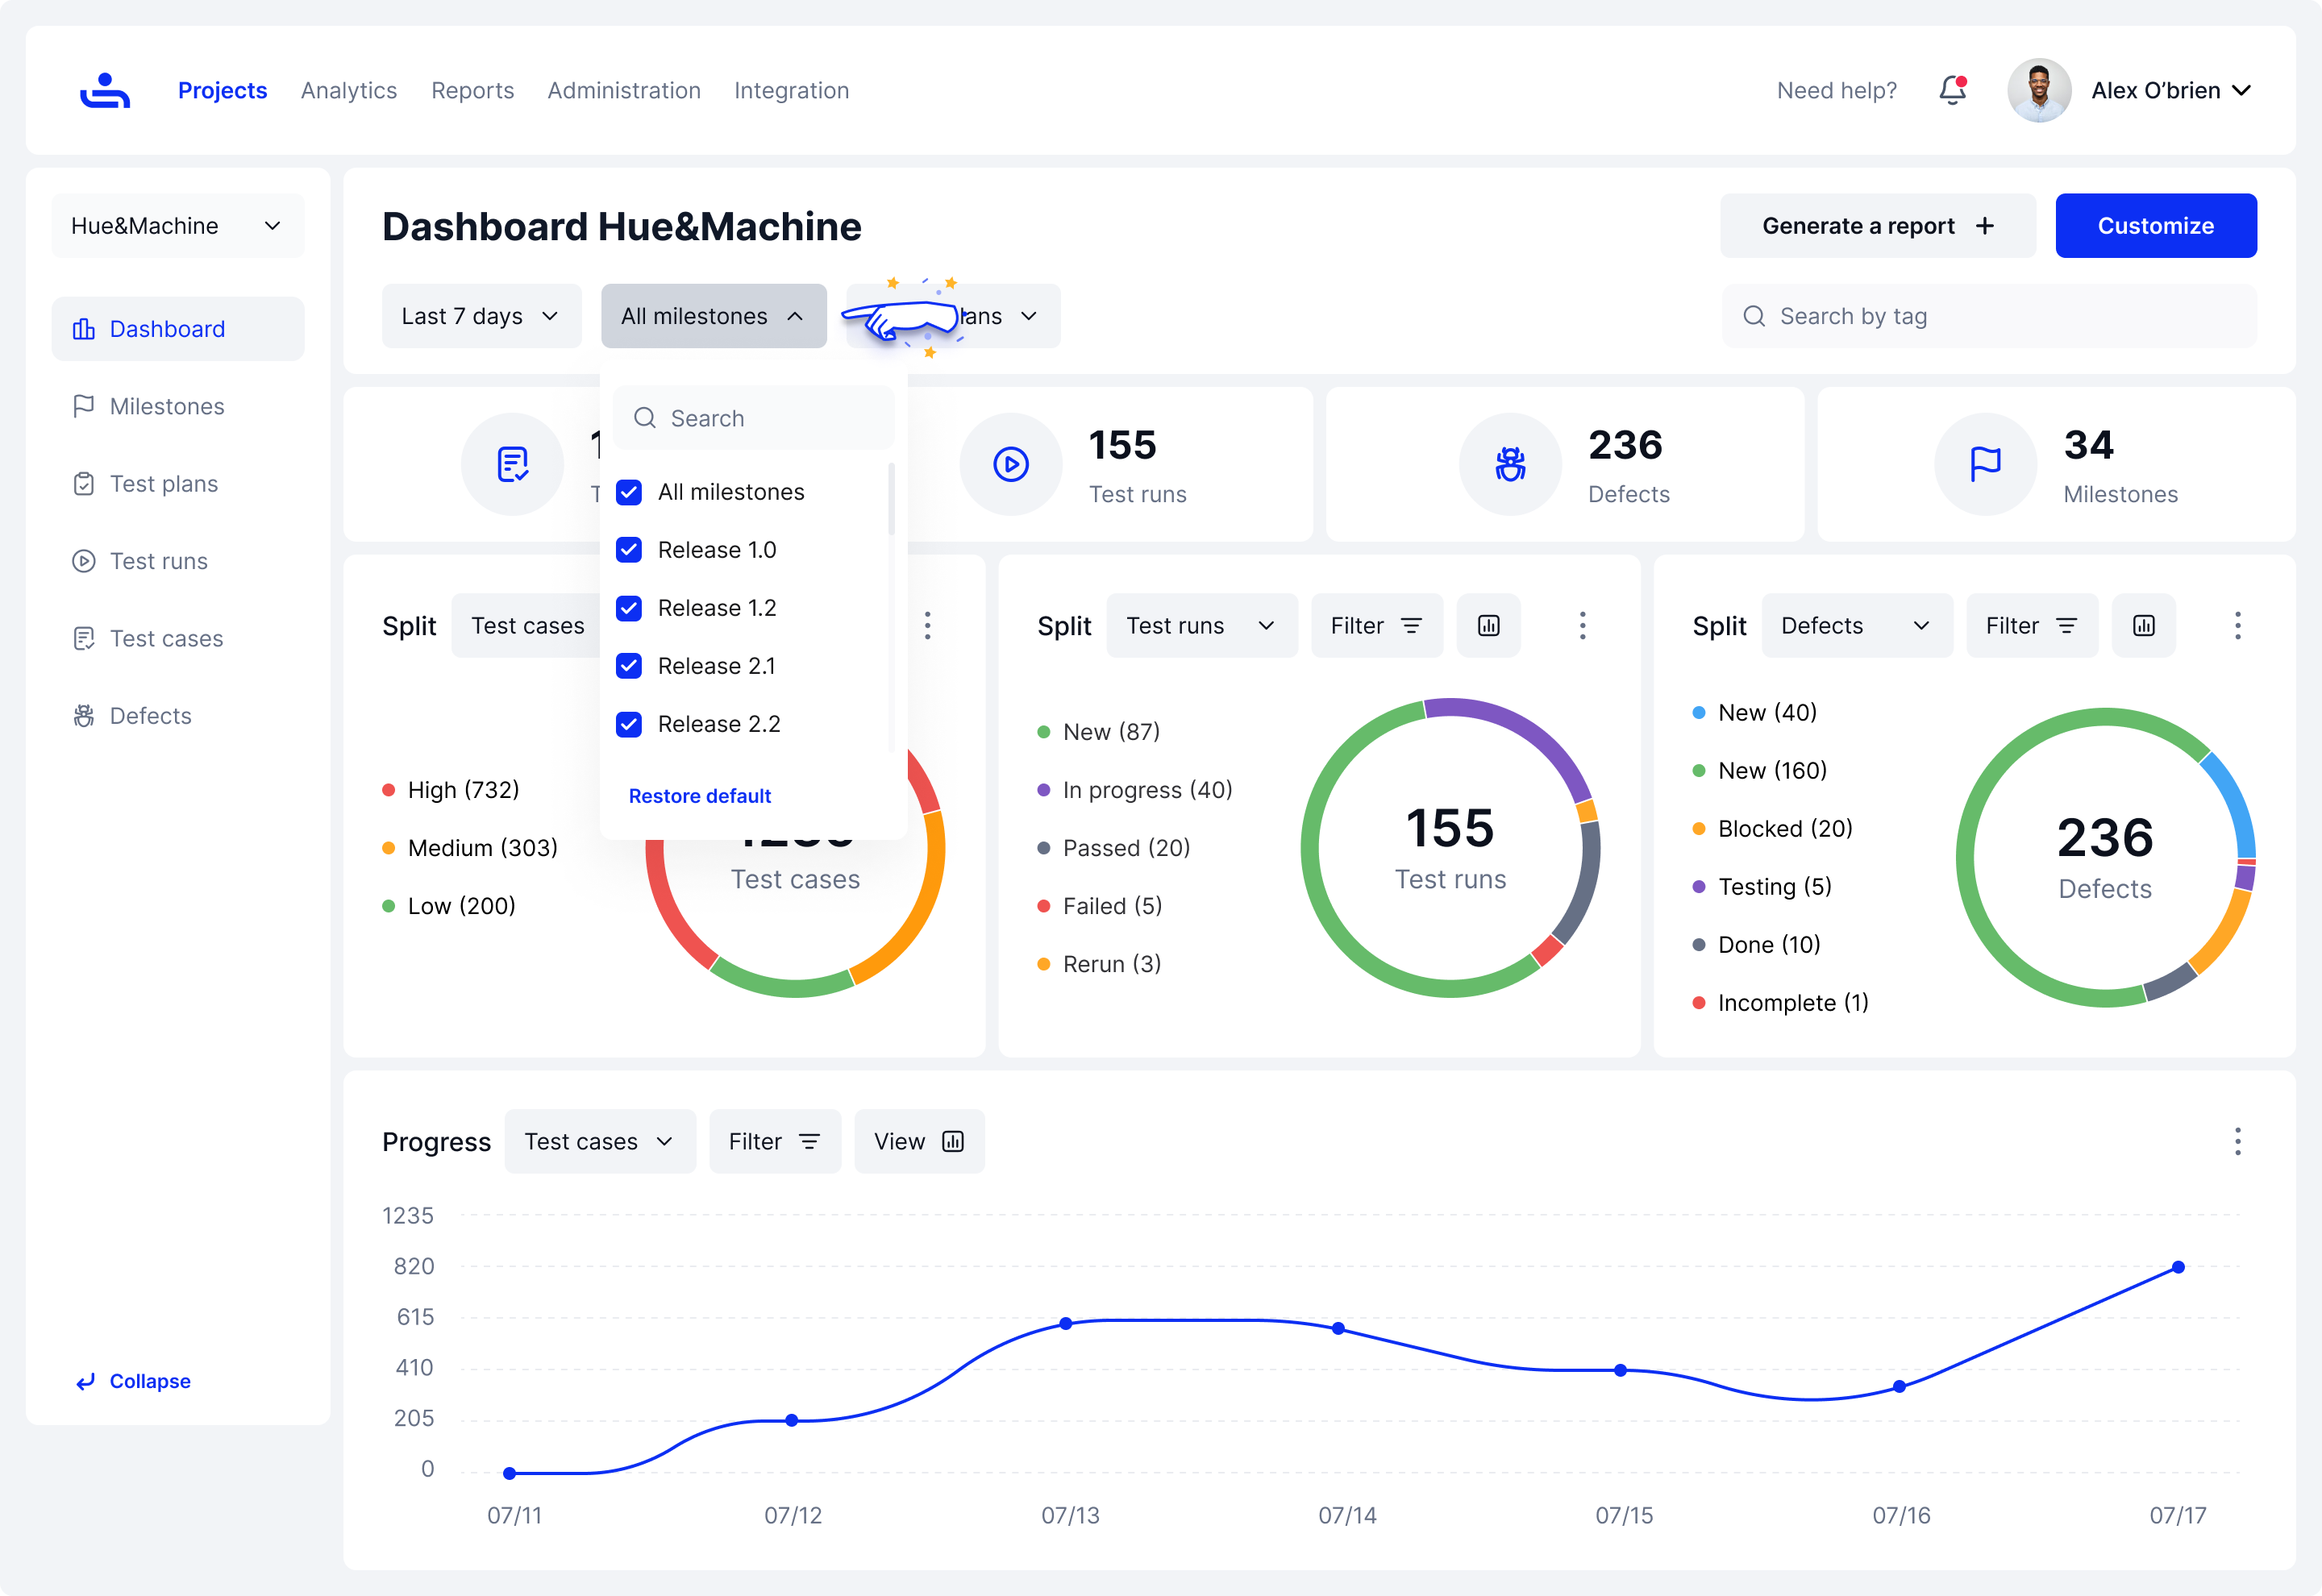 Projects Analytics Reports Administration Integration Need help? Alex O’brien
Hue&Machine
Dashboard
Milestones
Test plans
Test runs
Test cases
Defects
Collapse
Dashboard Hue&Machine
Generate a report
Customize
Last 7 days
All milestones
Search by tag
Search
All milestones
Release 1.0
Release 1.2
Release 2.1
Release 2.2
Restore default
155
Test runs
236
Defects
34
Milestones
Split Test cases
High (732)
Medium (303)
Low (200)
Test cases
Split Test runs Filter
New (87)
In progress (40)
Passed (20)
Failed (5)
Rerun (3)
155
Test runs
Split Defects Filter
New (40)
New (160)
Blocked (20)
Testing (5)
Done (10)
Incomplete (1)
236
Defects
Progress Test cases Filter View
1235
820
615
410
205
0
07/11 07/12 07/13 07/14 07/15 07/16 07/17